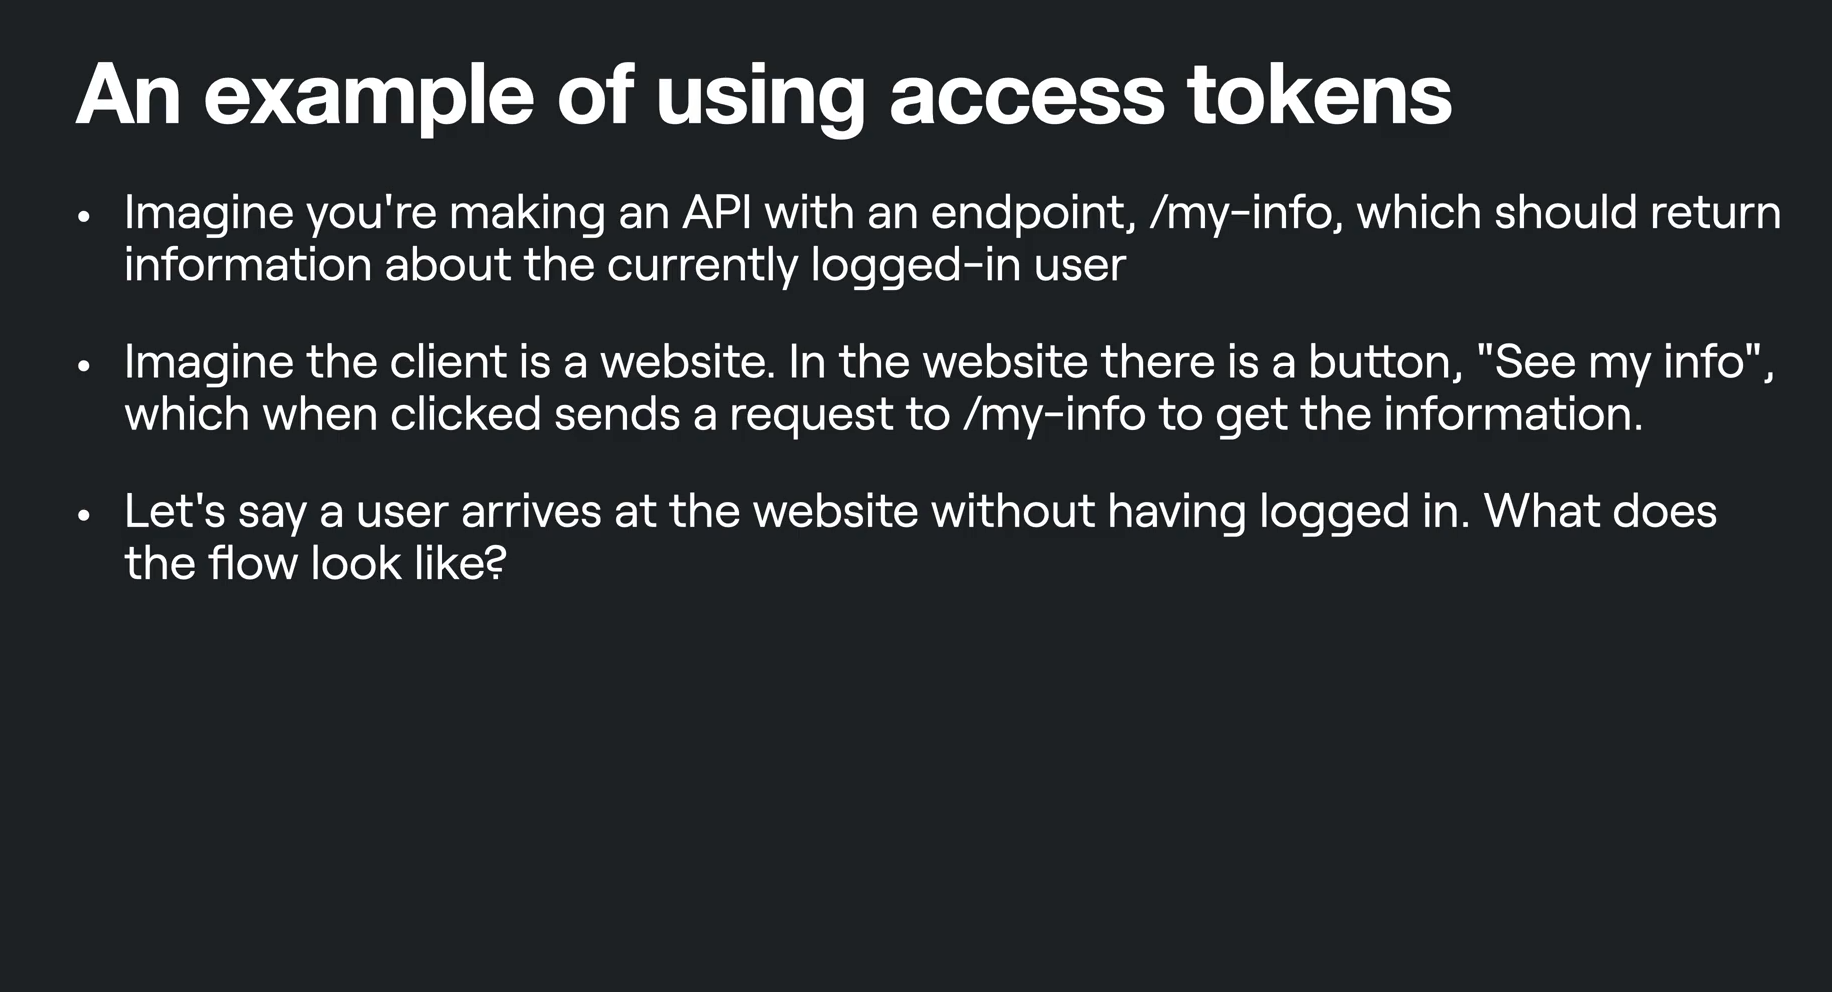 An example of using access tokens
• Imagine you're making an API with an endpoint, /my-info, which should return
information about the currently logged-in user
• Imagine the client is a website. In the website there is a button, "See my info",
which when clicked sends a request to /my-info to get the information.
• Let's say a user arrives at the website without having logged in. What does
the flow look like?